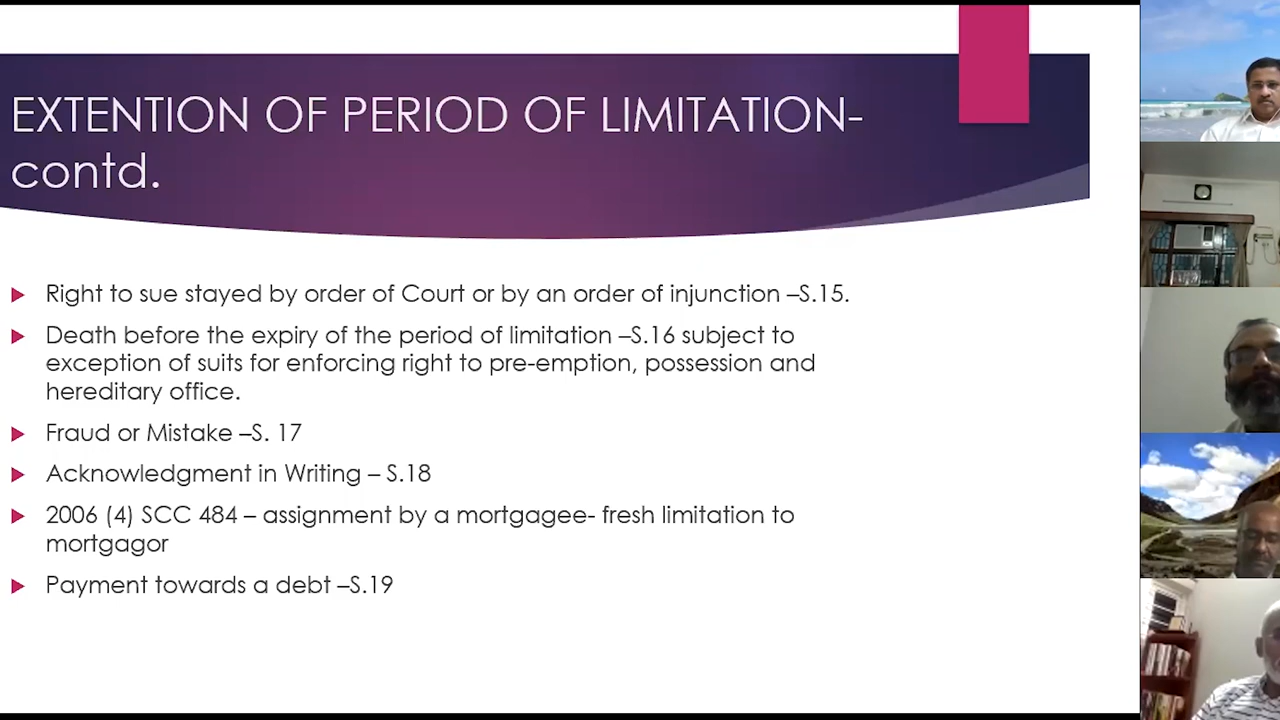 EXTENTION OF PERIOD OF LIMITATION-
contd.
Right to sue stayed by order of Court or by an order of injunction –S.15.
Death before the expiry of the period of limitation –S.16 subject to
exception of suits for enforcing right to pre-emption, possession and
hereditary office.
Fraud or Mistake –S. 17
Acknowledgment in Writing – S.18
2006 (4) SCC 484 – assignment by a mortgagee- fresh limitation to
mortgagor
Payment towards a debt –S.19